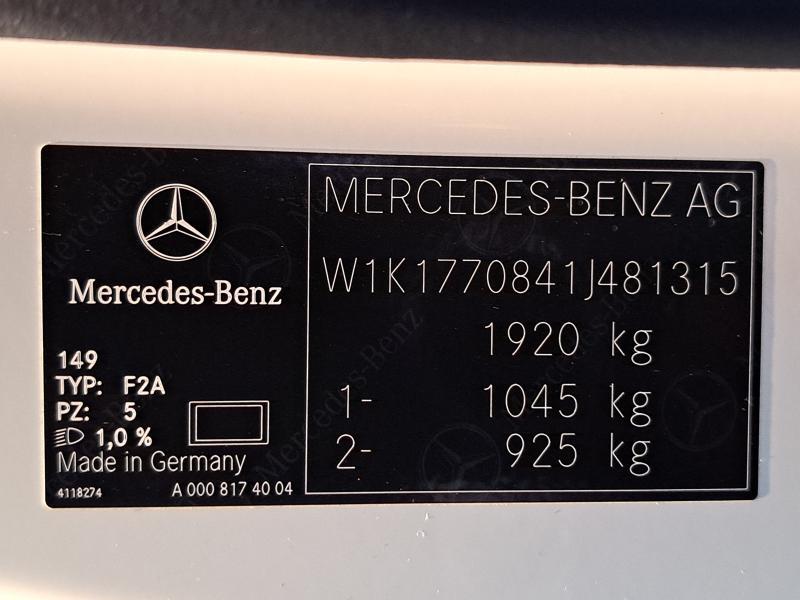 Mercedes-Benz
149
TYP: F2A
PZ: 5
1,0 %
Made in Germany
4118274 A 000 817 40 04
MERCEDES-BENZ AG
W1K1770841J481315
1920 kg
1- 1045 kg
2- 925 kg